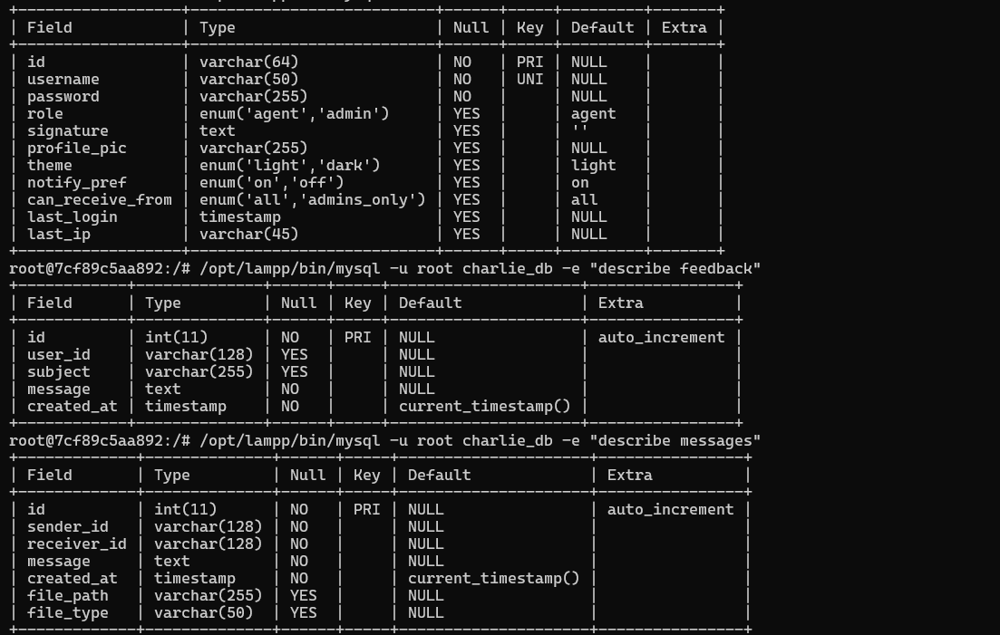 +------------------+---------------------------+------+-----+---------+-------+
| Field            | Type                      | Null | Key | Default | Extra |
+------------------+---------------------------+------+-----+---------+-------+
| id               | varchar(64)               | NO   | PRI | NULL    |       |
| username         | varchar(50)               | NO   | UNI | NULL    |       |
| password         | varchar(255)              | NO   |     | NULL    |       |
| role             | enum('agent','admin')     | YES  |     | agent   |       |
| signature        | text                      | YES  |     | ''      |       |
| profile_pic      | varchar(255)              | YES  |     | NULL    |       |
| theme            | enum('light','dark')      | YES  |     | light   |       |
| notify_pref      | enum('on','off')          | YES  |     | on      |       |
| can_receive_from | enum('all','admins_only') | YES  |     | all     |       |
| last_login       | timestamp                 | YES  |     | NULL    |       |
| last_ip          | varchar(45)               | YES  |     | NULL    |       |
+------------------+---------------------------+------+-----+---------+-------+
root@7cf89c5aa892:/# /opt/lampp/bin/mysql -u root charlie_db -e "describe feedback"
+------------+--------------+------+-----+---------------------+----------------+
| Field      | Type         | Null | Key | Default             | Extra          |
+------------+--------------+------+-----+---------------------+----------------+
| id         | int(11)      | NO   | PRI | NULL                | auto_increment |
| user_id    | varchar(128) | YES  |     | NULL                |                |
| subject    | varchar(255) | YES  |     | NULL                |                |
| message    | text         | NO   |     | NULL                |                |
| created_at | timestamp    | NO   |     | current_timestamp() |                |
+------------+--------------+------+-----+---------------------+----------------+
root@7cf89c5aa892:/# /opt/lampp/bin/mysql -u root charlie_db -e "describe messages"
+-------------+--------------+------+-----+---------------------+----------------+
| Field       | Type         | Null | Key | Default             | Extra          |
+-------------+--------------+------+-----+---------------------+----------------+
| id          | int(11)      | NO   | PRI | NULL                | auto_increment |
| sender_id   | varchar(128) | NO   |     | NULL                |                |
| receiver_id | varchar(128) | NO   |     | NULL                |                |
| message     | text         | NO   |     | NULL                |                |
| created_at  | timestamp    | NO   |     | current_timestamp() |                |
| file_path   | varchar(255) | YES  |     | NULL                |                |
| file_type   | varchar(50)  | YES  |     | NULL                |                |
+-------------+--------------+------+-----+---------------------+----------------+